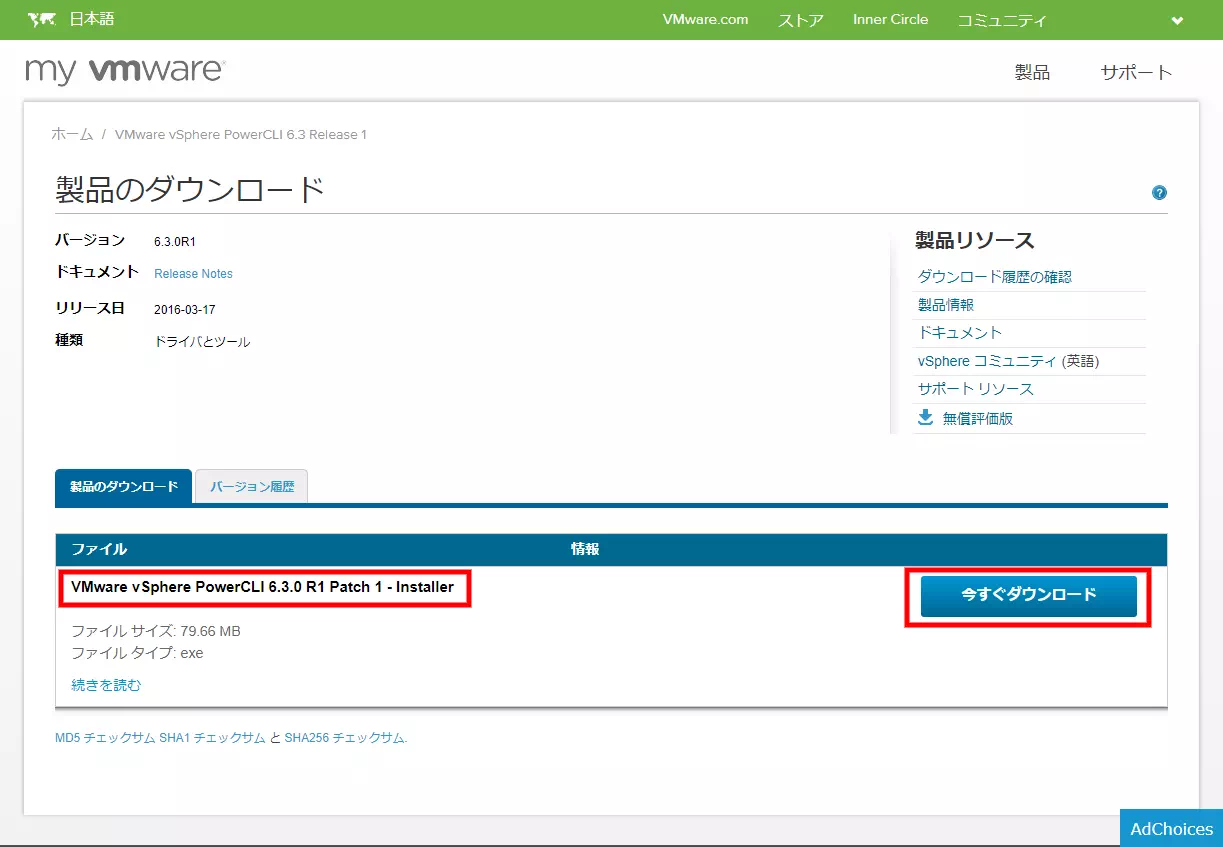 日本語
VMware.com ストア Inner Circle コミュニティ
my vmware
製品 サポート
ホーム / VMware vSphere PowerCLI 6.3 Release 1
製品のダウンロード
?
バージョン 6.3.0R1
ドキュメント Release Notes
リリース日 2016-03-17
種類 ドライバとツール
製品リソース
ダウンロード履歴の確認
製品情報
ドキュメント
vSphere コミュニティ (英語)
サポート リソース
無償評価版
製品のダウンロード バージョン履歴
ファイル 情報
VMware vSphere PowerCLI 6.3.0 R1 Patch 1 - Installer
今すぐダウンロード
ファイル サイズ: 79.66 MB
ファイル タイプ: exe
続きを読む
MD5 チェックサム SHA1 チェックサム と SHA256 チェックサム.
AdChoices